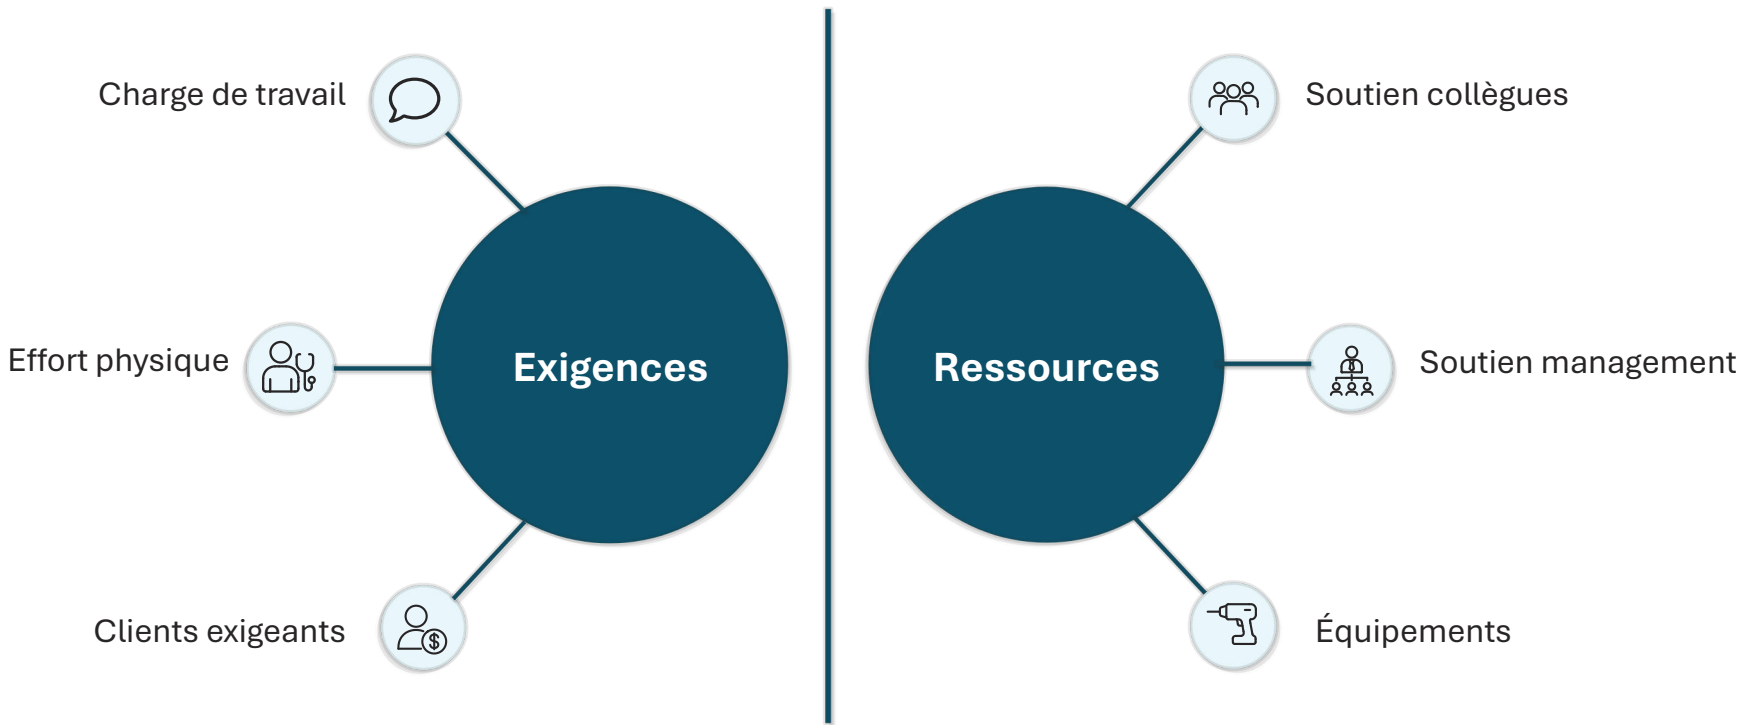 Charge de travail
Effort physique
Clients exigeants
Exigences
$
Ressources
Soutien collègues
Soutien management
Équipements